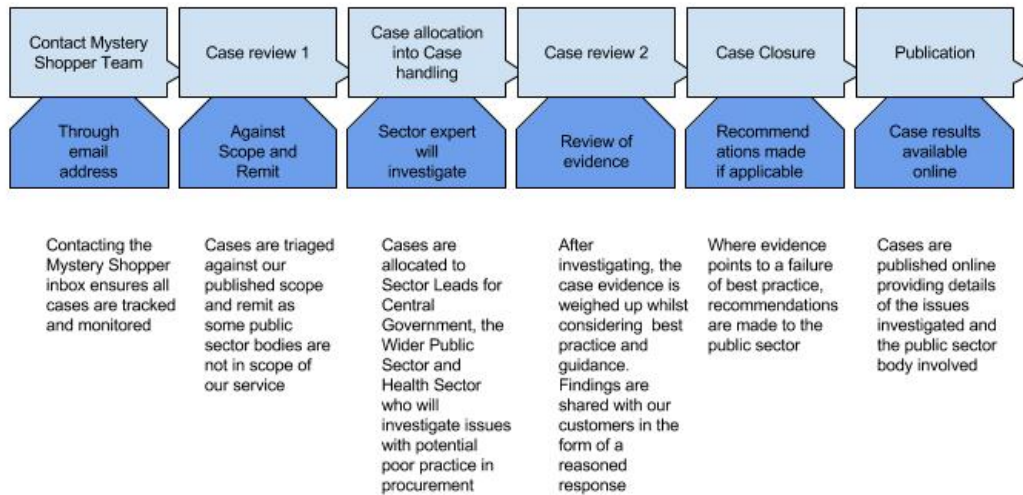 Contact Mystery
Shopper Team
Case review 1
Case allocation
into Case
handling
Case review 2
Case Closure
Publication
Through
email
address
Against
Scope and
Remit
Sector expert
will
investigate
Review of
evidence
Recommend
ations made
if applicable
Case results
available
online
Contacting the
Mystery Shopper
inbox ensures all
cases are tracked
and monitored
Cases are triaged
against our
published scope
and remit as
some public
sector bodies are
not in scope of
our service
Cases are
allocated to
Sector Leads for
Central
Government, the
Wider Public
Sector and
Health Sector
who will
investigate issues
with potential
poor practice in
procurement
After
investigating, the
case evidence is
weighed up whilst
considering best
practice and
guidance.
Findings are
shared with our
customers in the
form of a
reasoned
response
Where evidence
points to a failure
of best practice,
recommendations
are made to the
public sector
Cases are
published online
providing details
of the issues
investigated and
the public sector
body involved